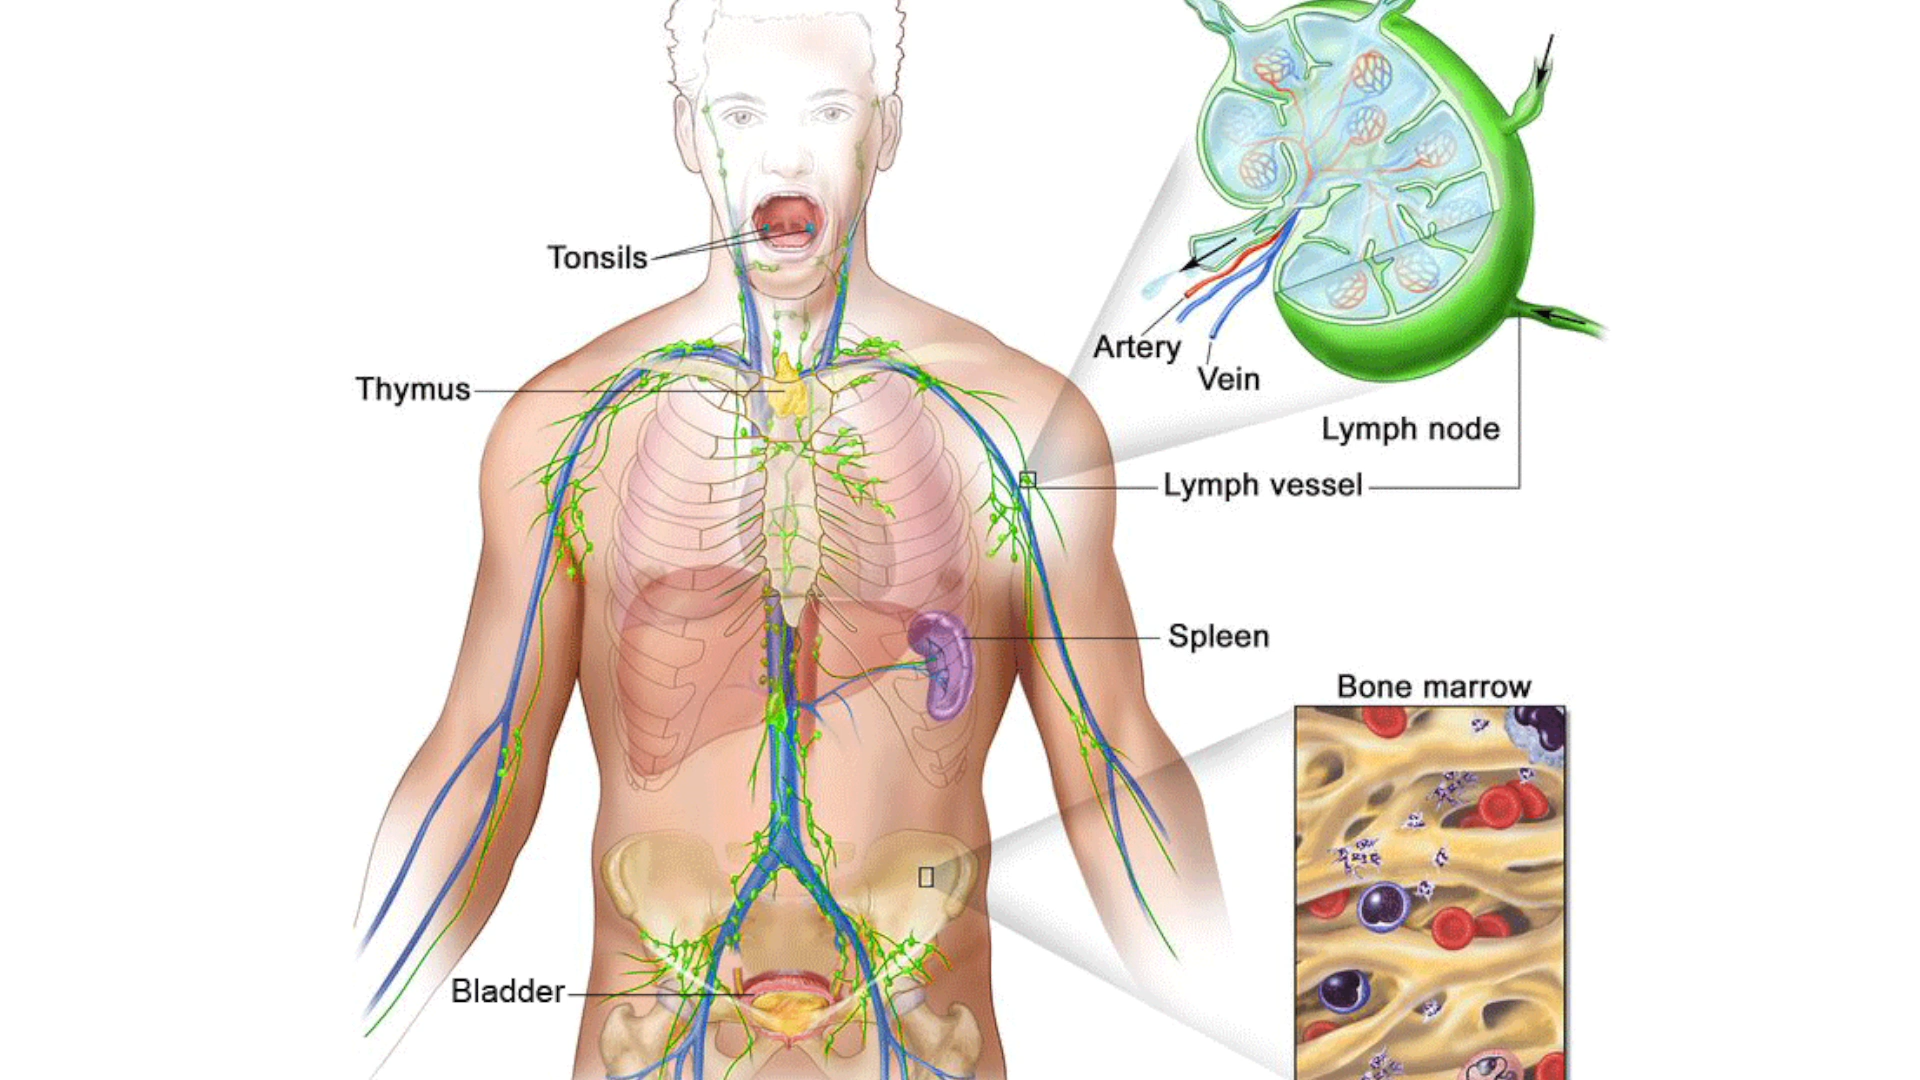 Tonsils
Thymus
Artery
Vein
Lymph node
Lymph vessel
Spleen
Bone marrow
Bladder